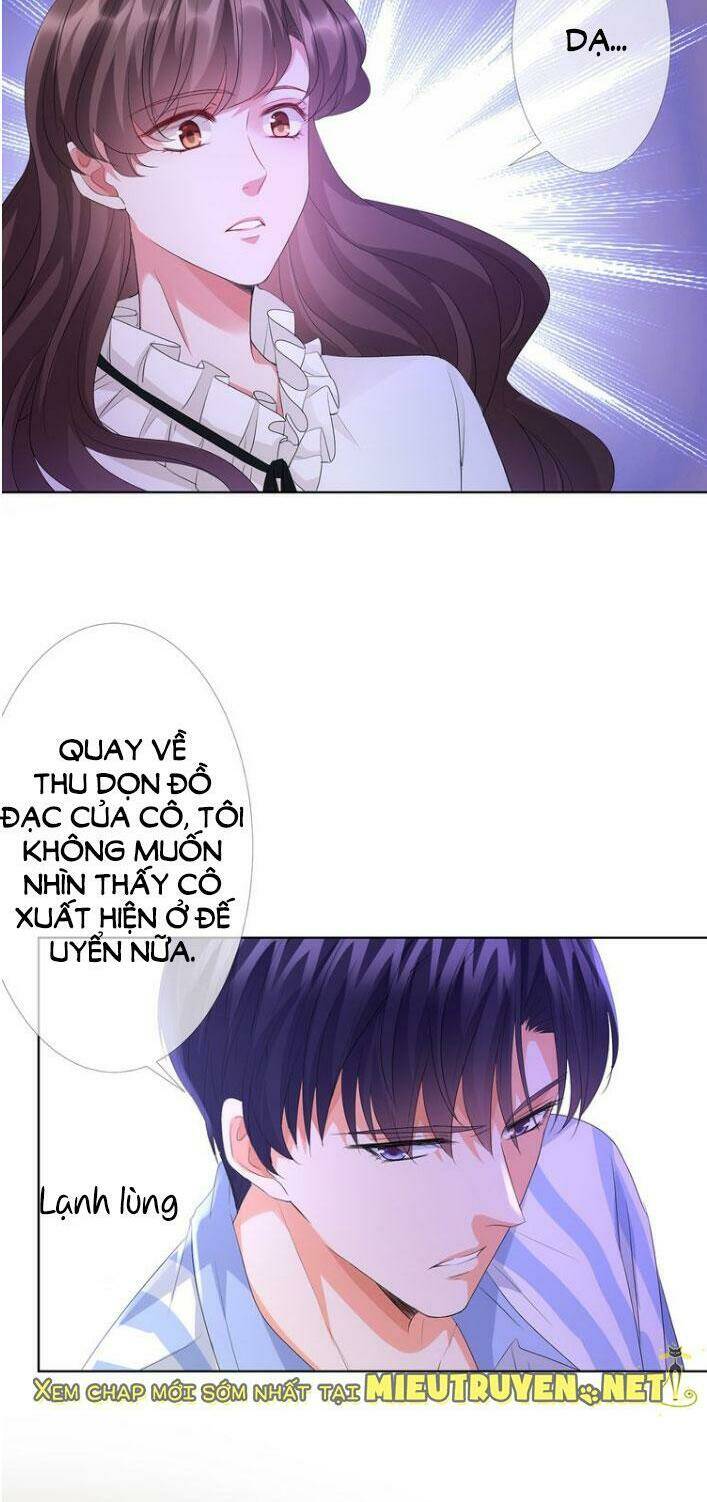 DẠ...
QUAY VỀ
THU DỌN ĐỒ
ĐẠC CỦA CÔ, TÔI
KHÔNG MUỐN
NHÌN THẤY CÔ
XUẤT HIỆN Ở ĐẾ
UYỂN NỮA.
Lạnh lùng
XEM CHAP MỚI SỚM NHẤT TẠI MIEUTRUYEN.NET